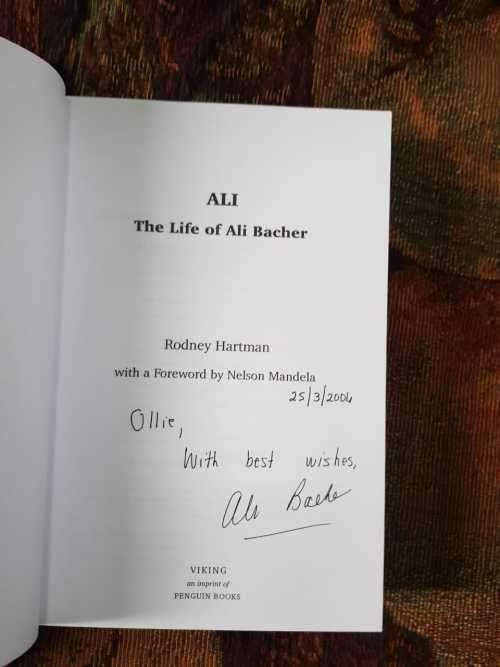 ALI
The Life of Ali Bacher
Rodney Hartman
with a Foreword by Nelson Mandela
25/3/2006
Ollie,
With best wishes,
Ali Bacher
VIKING
an imprint of
PENGUIN BOOKS